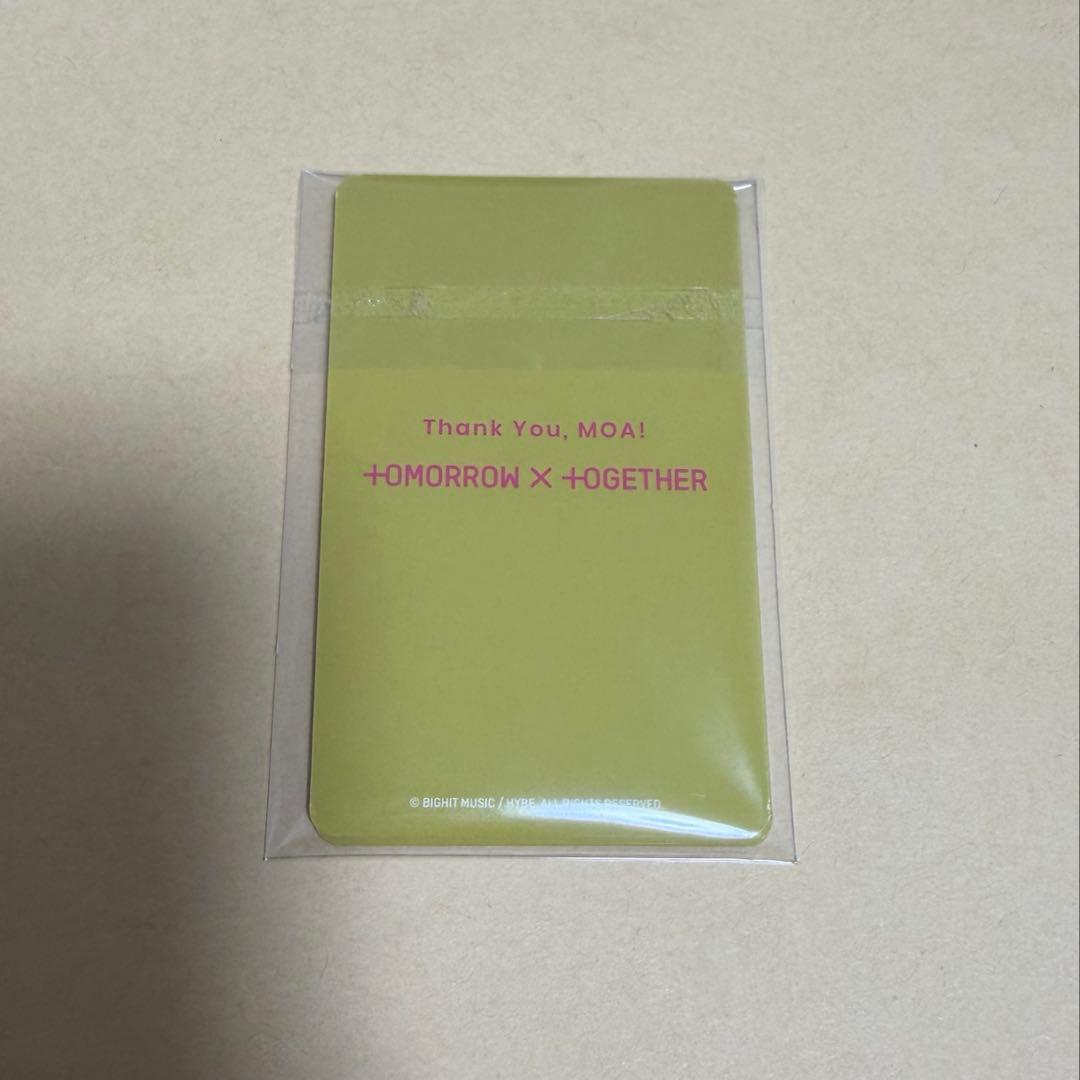 Thank You, MOA!
TOMORROW X TOGETHER
© BIGHIT MUSIC / HYBE. ALL RIGHTS RESERVED.